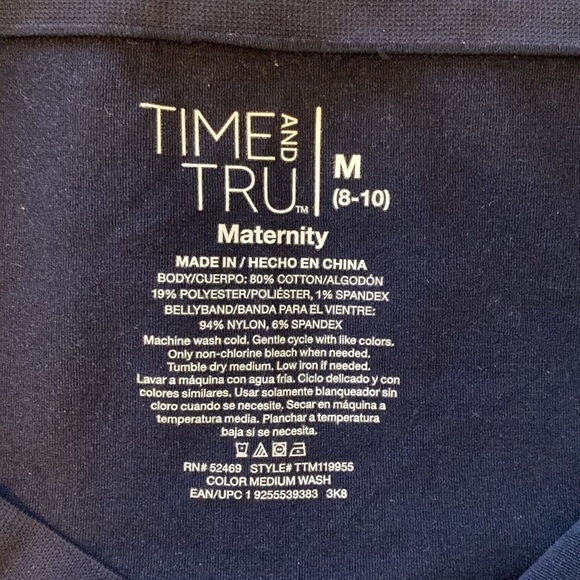 TIME AND
TRU™
M
(8-10)
Maternity
MADE IN / HECHO EN CHINA
BODY/CUERPO: 80% COTTON/ALGODÓN
19% POLYESTER/POLIÉSTER, 1% SPANDEX
BELLYBAND/BANDA PARA EL VIENTRE:
94% NYLON, 6% SPANDEX
Machine wash cold. Gentle cycle with like colors.
Only non-chlorine bleach when needed.
Tumble dry medium. Low iron if needed.
Lavar a máquina con agua fría. Ciclo delicado y con
colores similares. Usar solamente blanqueador sin
cloro cuando se necesite. Secar en máquina a
temperatura media. Planchar a temperatura
baja si se necesita.
RN# 52469 STYLE# TTM119955
COLOR MEDIUM WASH
EAN/UPC 1 9255539383 3K8